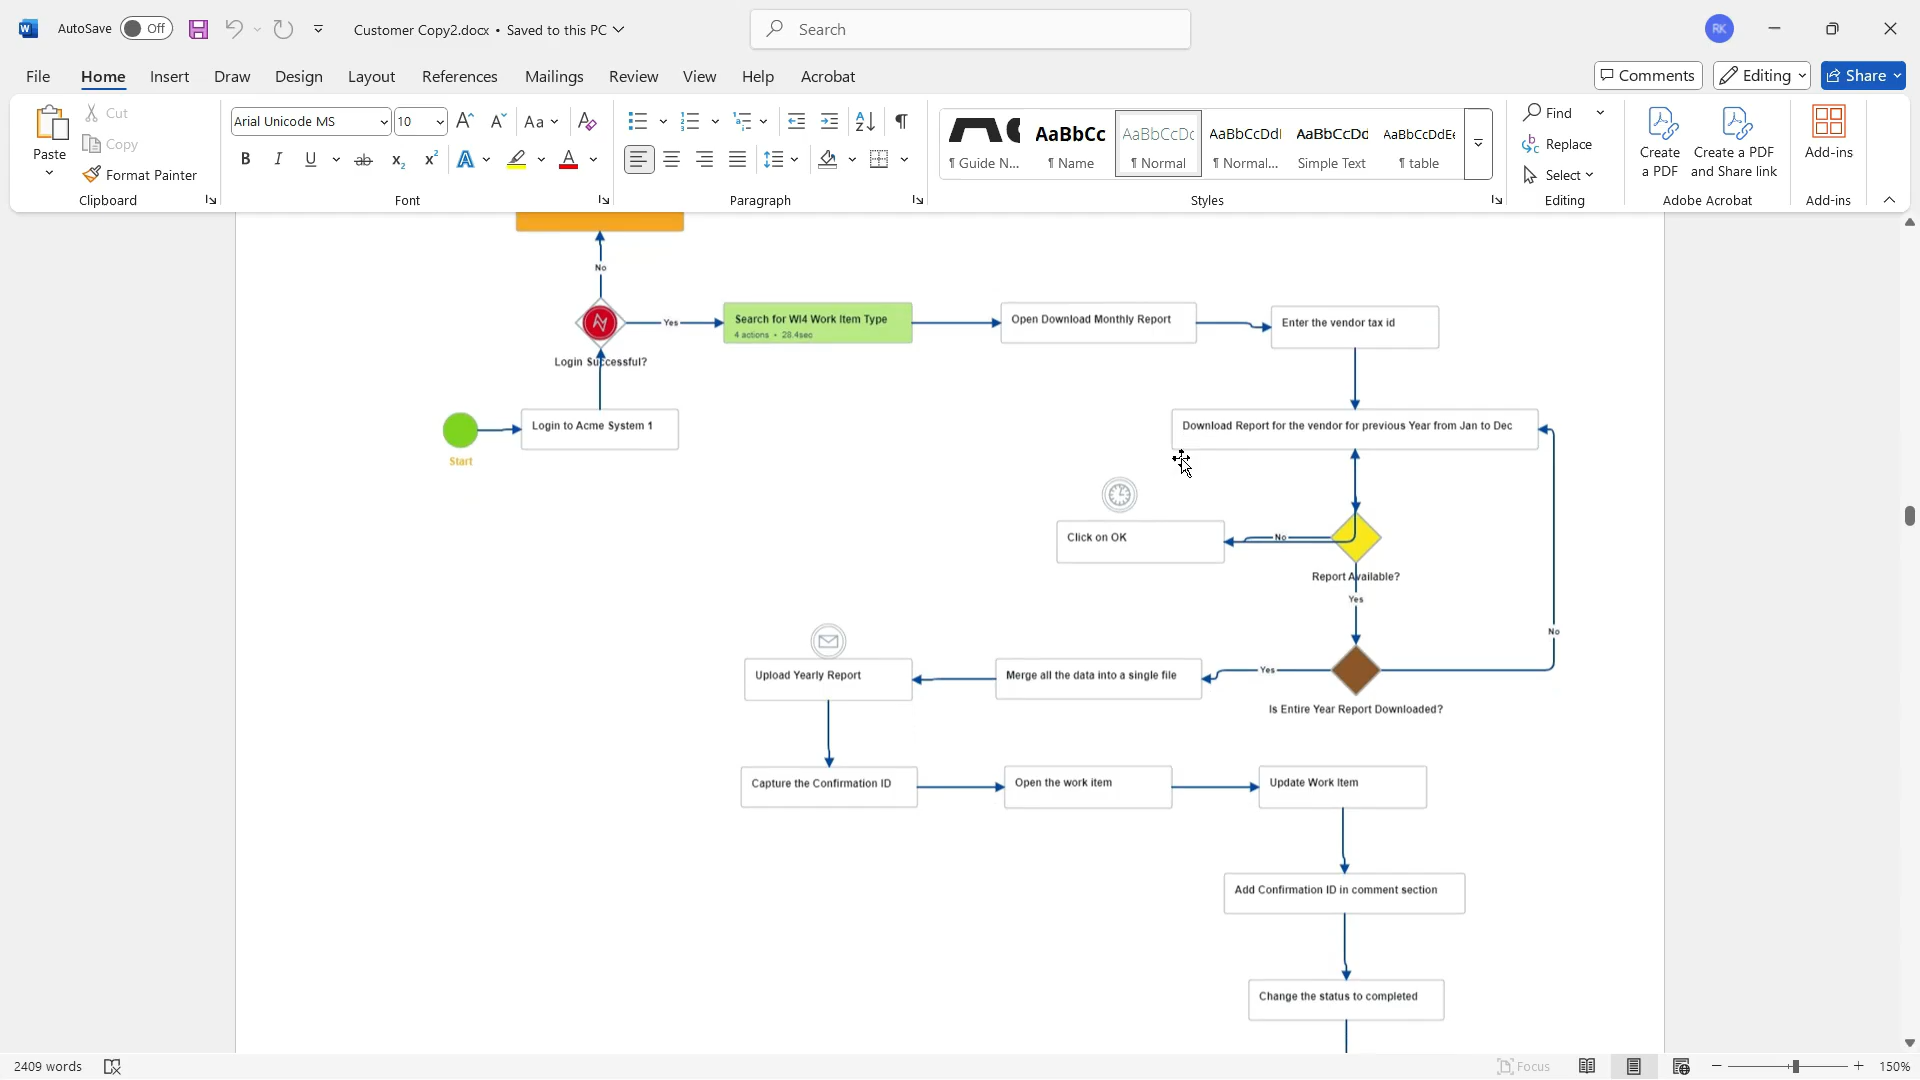 AutoSave Off Customer Copy2.docx • Saved to this PC Search RK
File Home Insert Draw Design Layout References Mailings Review View Help Acrobat Comments Editing Share
Paste
Cut
Copy
Format Painter
Clipboard
Arial Unicode MS 10
Font
Paragraph
¶ Guide N...
AaBbCc
¶ Name
AaBbCcDc
¶ Normal
AaBbCcDdI
¶ Normal...
AaBbCcDd
Simple Text
AaBbCcDdEe
¶ table
Styles
Find
Replace
Select
Editing
Create
a PDF
Create a PDF
and Share link
Adobe Acrobat
Add-ins
Add-ins
No
Login Successful?
Yes
Search for WI4 Work Item Type
4 actions • 28.4sec
Open Download Monthly Report
Enter the vendor tax id
Start
Login to Acme System 1
Download Report for the vendor for previous Year from Jan to Dec
Click on OK
No
Report Available?
Yes
No
Upload Yearly Report
Merge all the data into a single file
Yes
Is Entire Year Report Downloaded?
Capture the Confirmation ID
Open the work item
Update Work Item
Add Confirmation ID in comment section
Change the status to completed
2409 words
Focus
150%